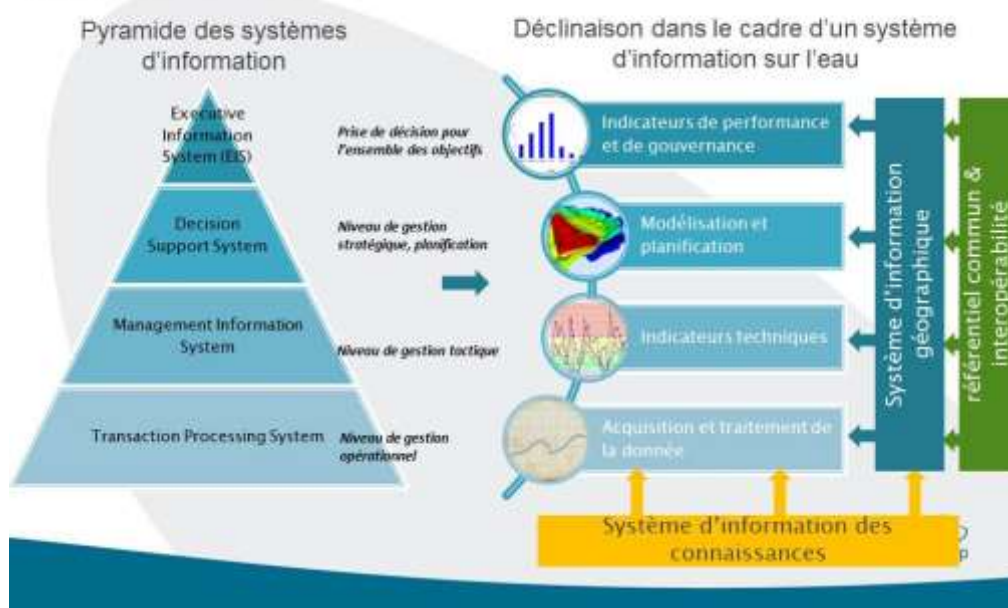 Pyramide des systèmes
d'information
Executive
Information
System (EIS)
Decision
Support System
Management Information
System
Transaction Processing System
Prise de décision pour
l'ensemble des objectifs
Niveau de gestion
stratégique, planification
Niveau de gestion tactique
Niveau de gestion
opérationnel
Déclinaison dans le cadre d'un système
d'information sur l'eau
Indicateurs de performance
et de gouvernance
Modélisation et
planification
Indicateurs techniques
Acquisition et traitement de
la donnée
Système d'information
géographique
référentiel commun &
interopérabilité
Système d'information des
connaissances